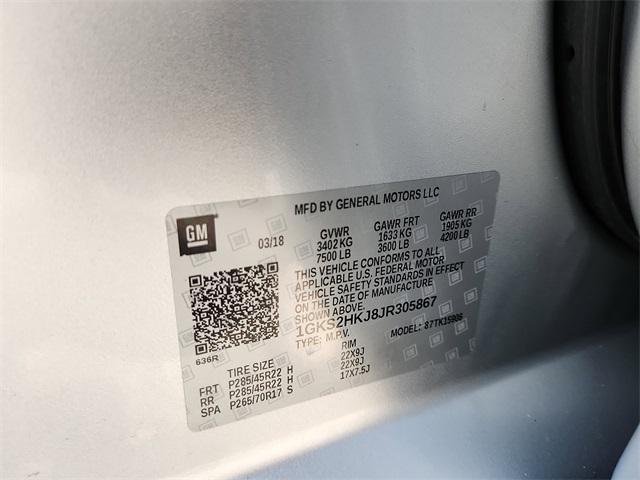 MFD BY GENERAL MOTORS LLC
GM
03/18
GVWR GAWR FRT GAWR RR
3402 KG 1633 KG 1905 KG
7500 LB 3600 LB 4200 LB
THIS VEHICLE CONFORMS TO ALL
APPLICABLE U.S. FEDERAL MOTOR
VEHICLE SAFETY STANDARDS IN EFFECT
ON THE DATE OF MANUFACTURE
SHOWN ABOVE.
1GKS2HKJ8JR305867
TYPE: M.P.V. MODEL:
636R
TIRE SIZE RIM
FRT P285/45R22 H 22X9J
RR P285/45R22 H 22X9J
SPA P265/70R17 S 17X7.5J